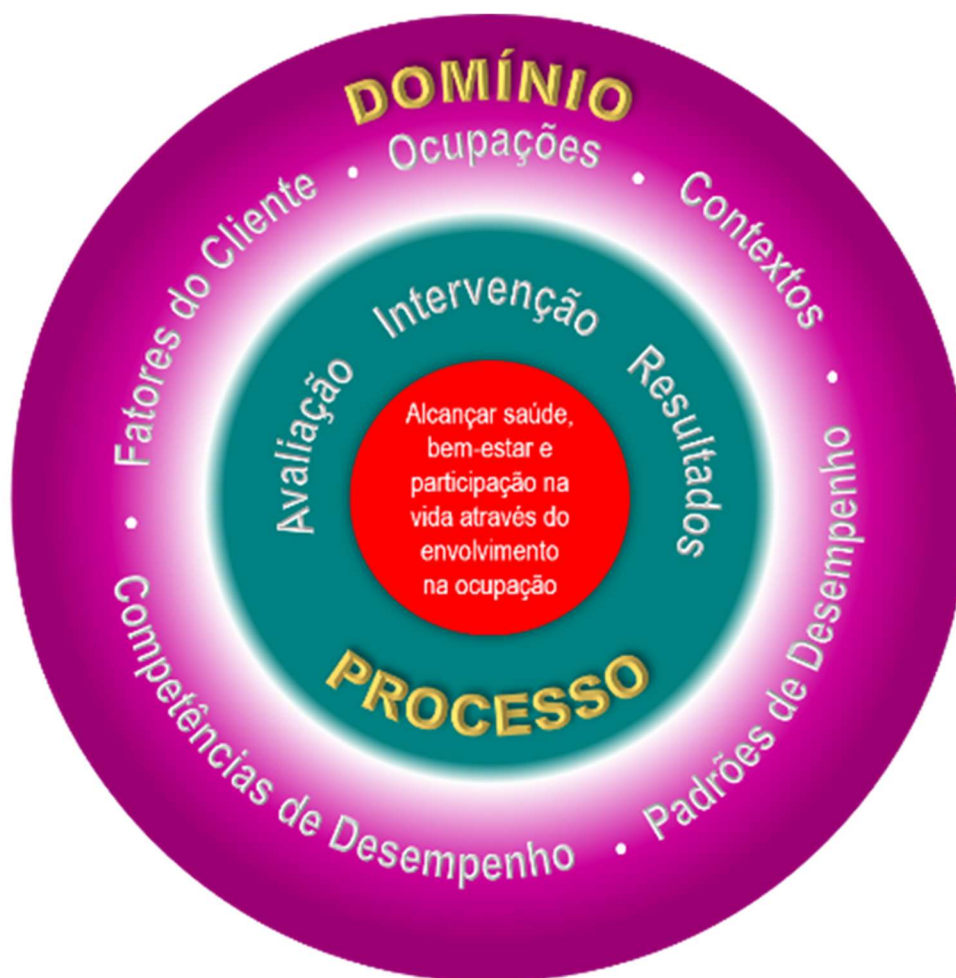 DOMÍNIO
Ocupações
Contextos
Padrões de Desempenho
Competências de Desempenho
Fatores do Cliente
Avaliação
Intervenção
Resultados
PROCESSO
Alcançar saúde,
bem-estar e
participação na
vida através do
envolvimento
na ocupação